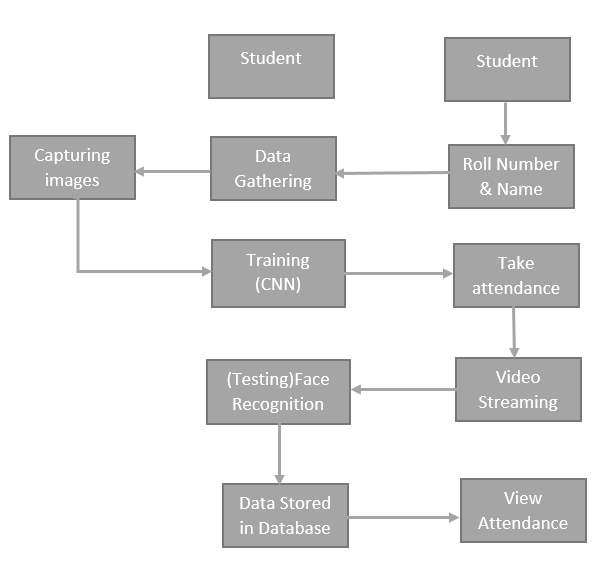 Student
Student
Capturing
images
Data
Gathering
Roll Number
& Name
Training
(CNN)
Take
attendance
(Testing)Face
Recognition
Video
Streaming
Data Stored
in Database
View
Attendance